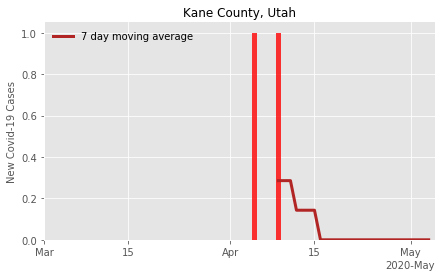 Kane County, Utah
7 day moving average
New Covid-19 Cases
1.0
0.8
0.6
0.4
0.2
0.0
Mar
15
Apr
15
May
2020-May